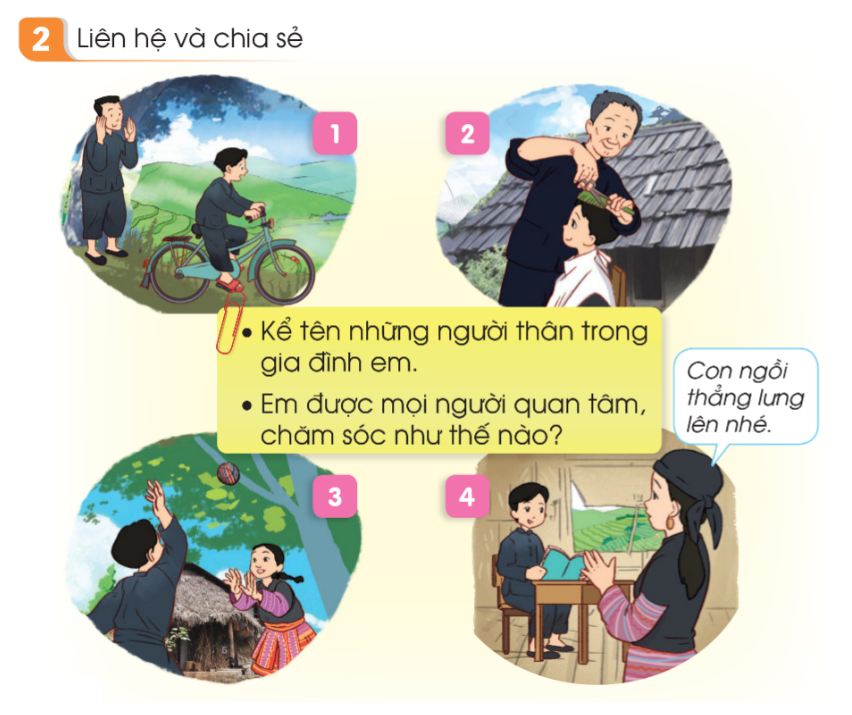 2 Liên hệ và chia sẻ
1
2
• Kể tên những người thân trong
gia đình em.
• Em được mọi người quan tâm,
chăm sóc như thế nào?
Con ngồi
thẳng lưng
lên nhé.
3
4